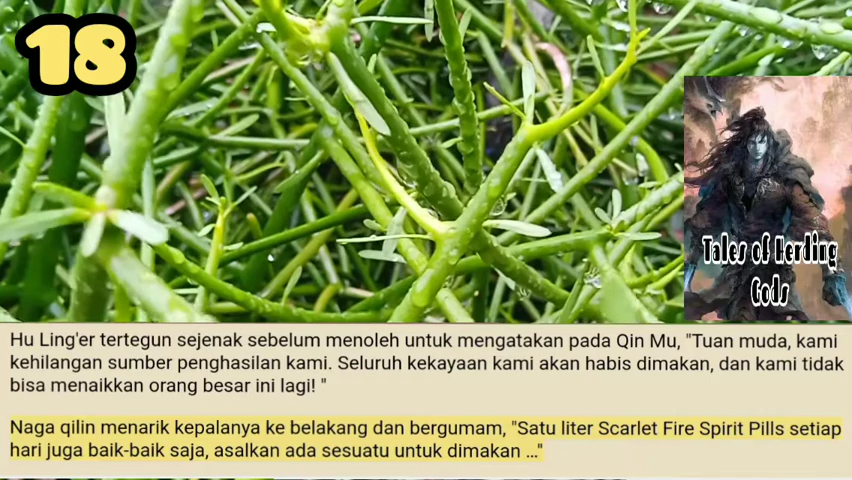 18
Tales of Herding
Gods
Hu Ling'er tertegun sejenak sebelum menoleh untuk mengatakan pada Qin Mu, "Tuan muda, kami
kehilangan sumber penghasilan kami. Seluruh kekayaan kami akan habis dimakan, dan kami tidak
bisa menaikkan orang besar ini lagi! "
Naga qilin menarik kepalanya ke belakang dan bergumam, "Satu liter Scarlet Fire Spirit Pills setiap
hari juga baik-baik saja, asalkan ada sesuatu untuk dimakan ..."